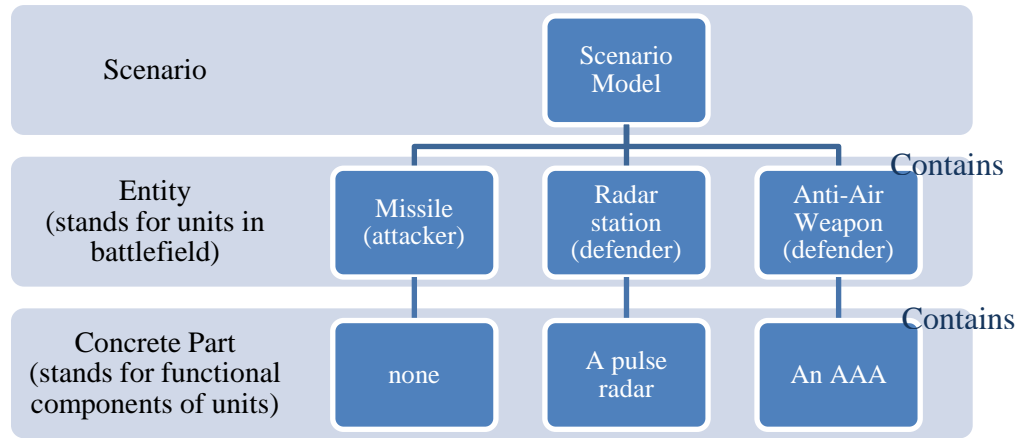 Scenario
Scenario
Model
Contains
Entity
(stands for units in
battlefield)
Missile
(attacker)
Radar
station
(defender)
Anti-Air
Weapon
(defender)
Contains
Concrete Part
(stands for functional
components of units)
none
A pulse
radar
An AAA